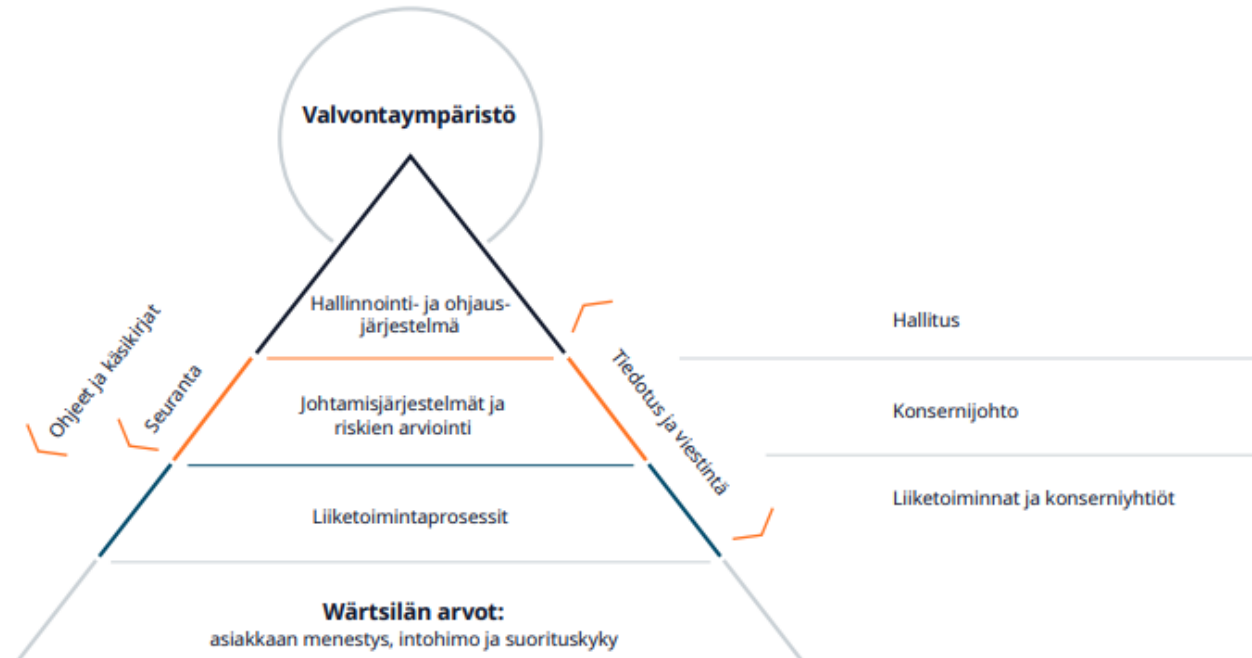 Valvontaympäristö
Hallinnointi- ja ohjaus-
järjestelmä
Johtamisjärjestelmät ja
riskien arviointi
Liiketoimintaprosessit
Wärtsilän arvot:
asiakkaan menestys, intohimo ja suorituskyky
Ohjeet ja käsikirjat
Seuranta
Tiedotus ja viestintä
Hallitus
Konsernijohto
Liiketoiminnat ja konserniyhtiöt